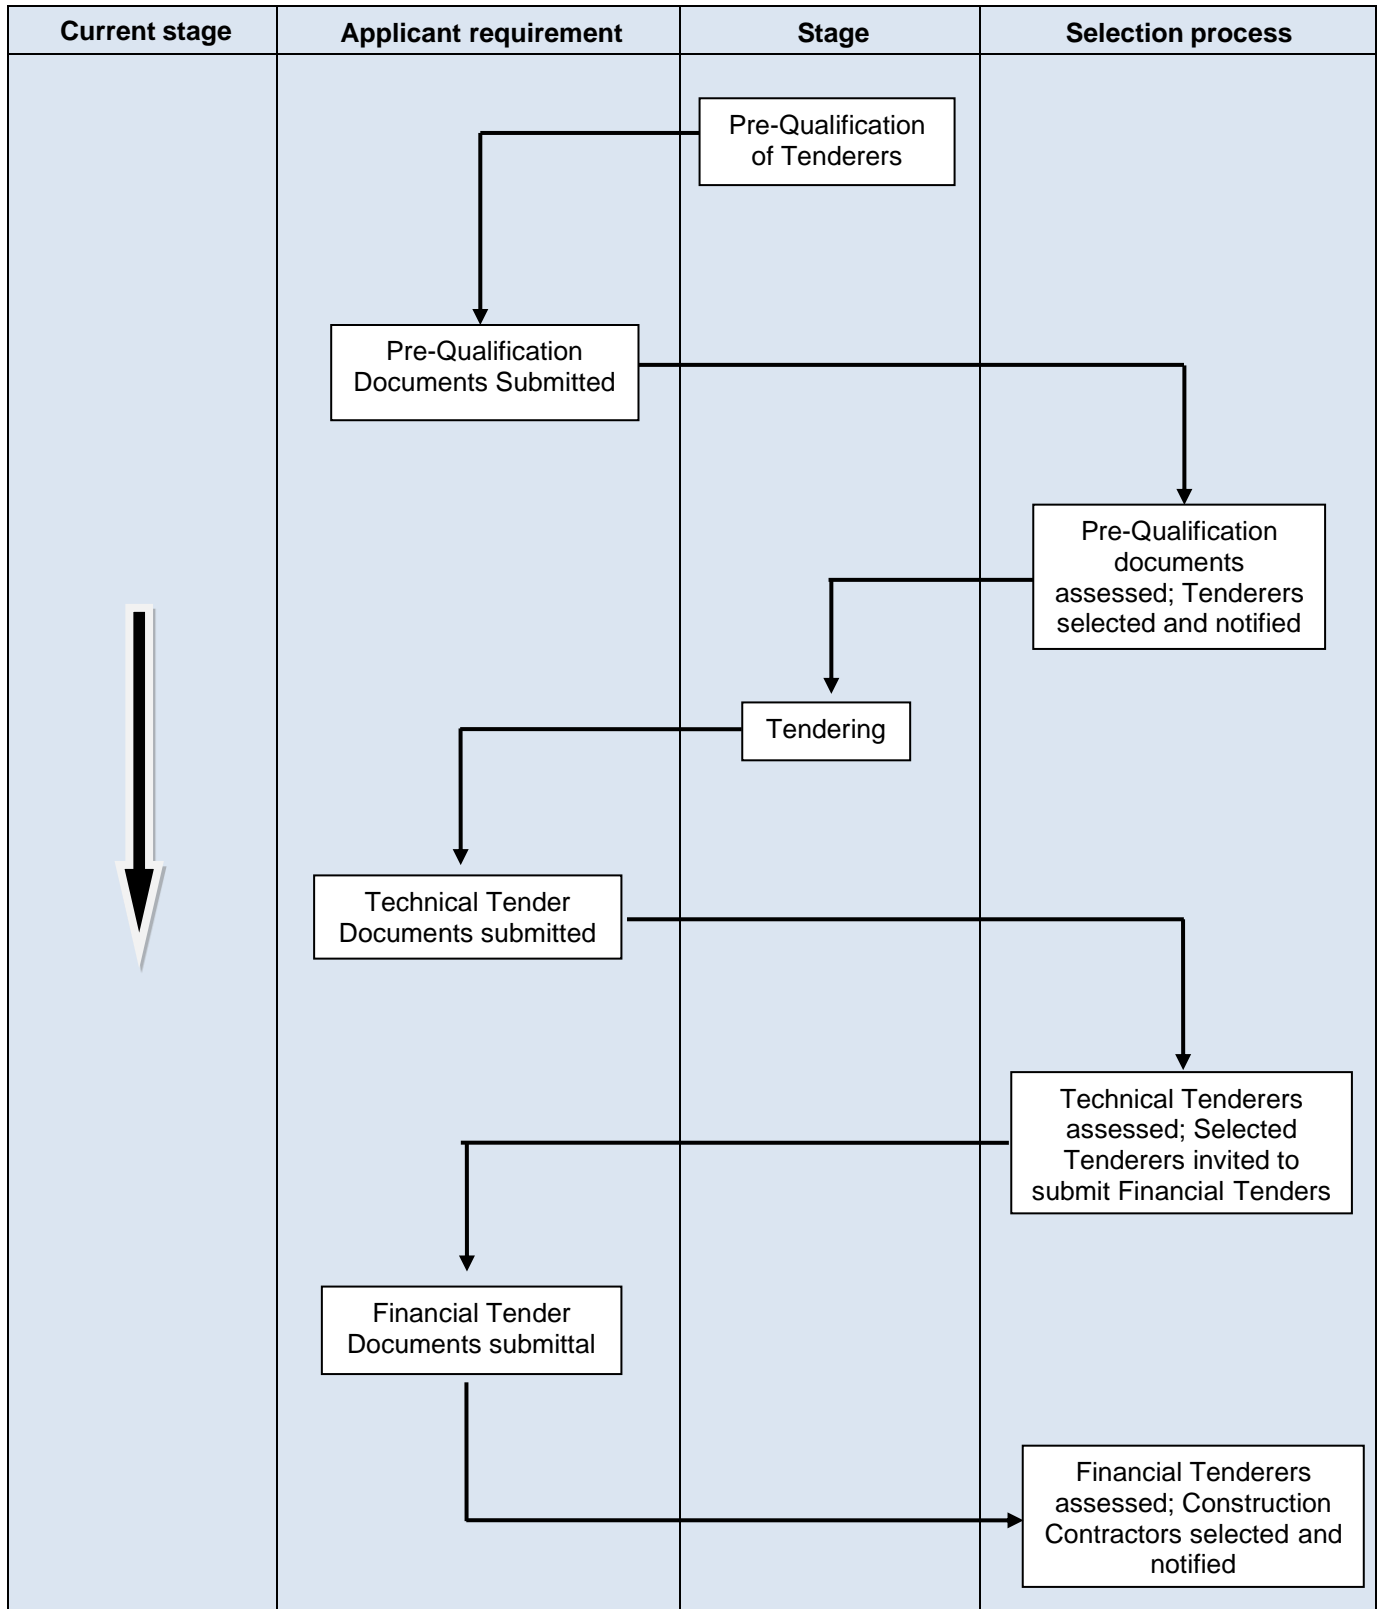 Current stage
Applicant requirement
Stage
Selection process
Pre-Qualification
of Tenderers
Pre-Qualification
Documents Submitted
Pre-Qualification
documents
assessed; Tenderers
selected and notified
Tendering
Technical Tender
Documents submitted
Technical Tenderers
assessed; Selected
Tenderers invited to
submit Financial Tenders
Financial Tender
Documents submittal
Financial Tenderers
assessed; Construction
Contractors selected and
notified